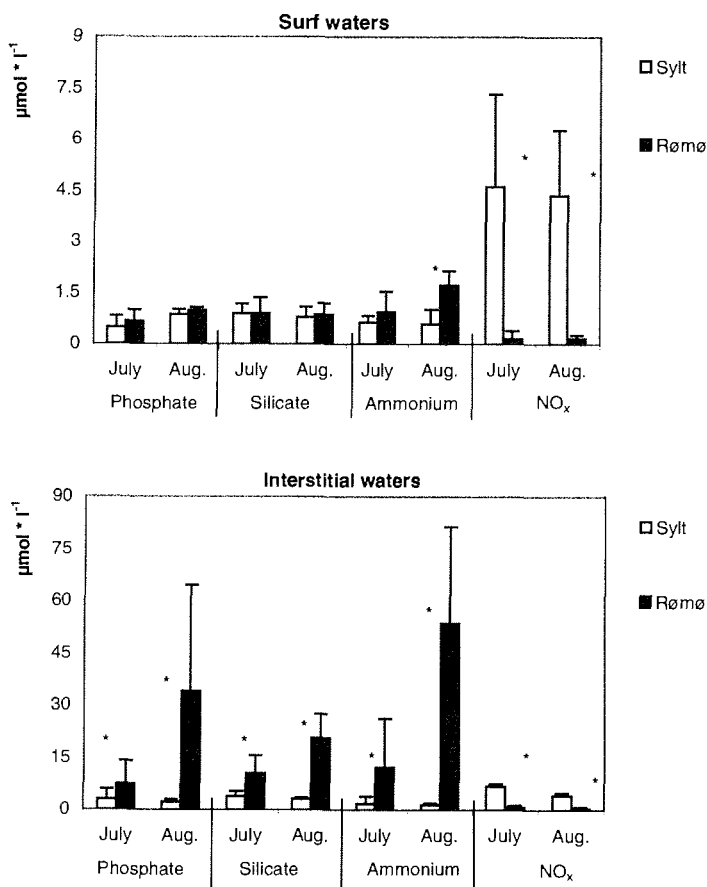 Surf waters
µmol * l⁻¹
9
7.5
6
4.5
3
1.5
0
Sylt
Rømø
*
*
*
July Aug. July Aug. July Aug. July Aug.
Phosphate Silicate Ammonium NOₓ
Interstitial waters
µmol * l⁻¹
90
75
60
45
30
15
0
Sylt
Rømø
*
*
*
*
*
*
*
*
July Aug. July Aug. July Aug. July Aug.
Phosphate Silicate Ammonium NOₓ